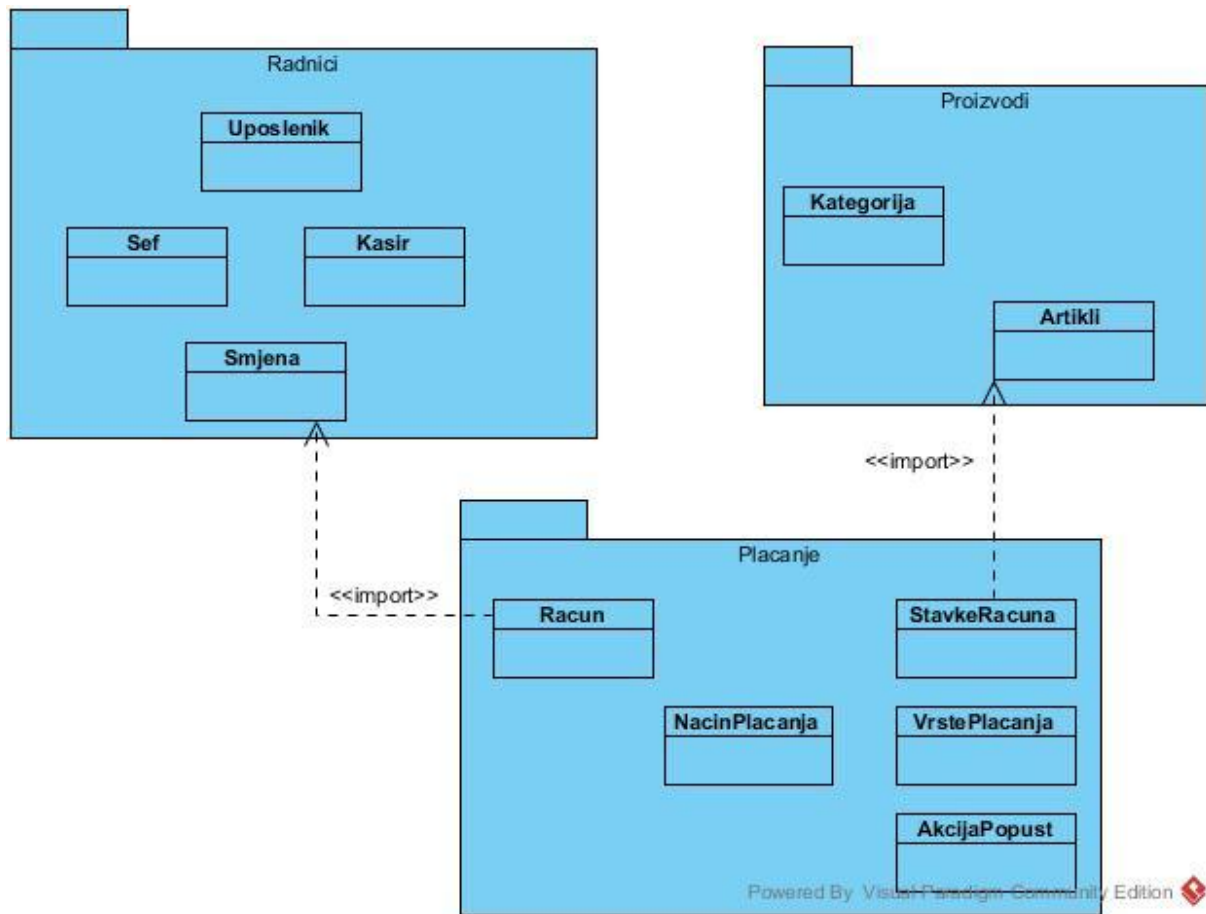 Radnici
Uposlenik
Sef
Kasir
Smjena
Proizvodi
Kategorija
Artikli
<<import>>
<<import>>
Placanje
Racun
StavkeRacuna
NacinPlacanja
VrstePlacanja
AkcijaPopust
Powered By Visual Paradigm Community Edition